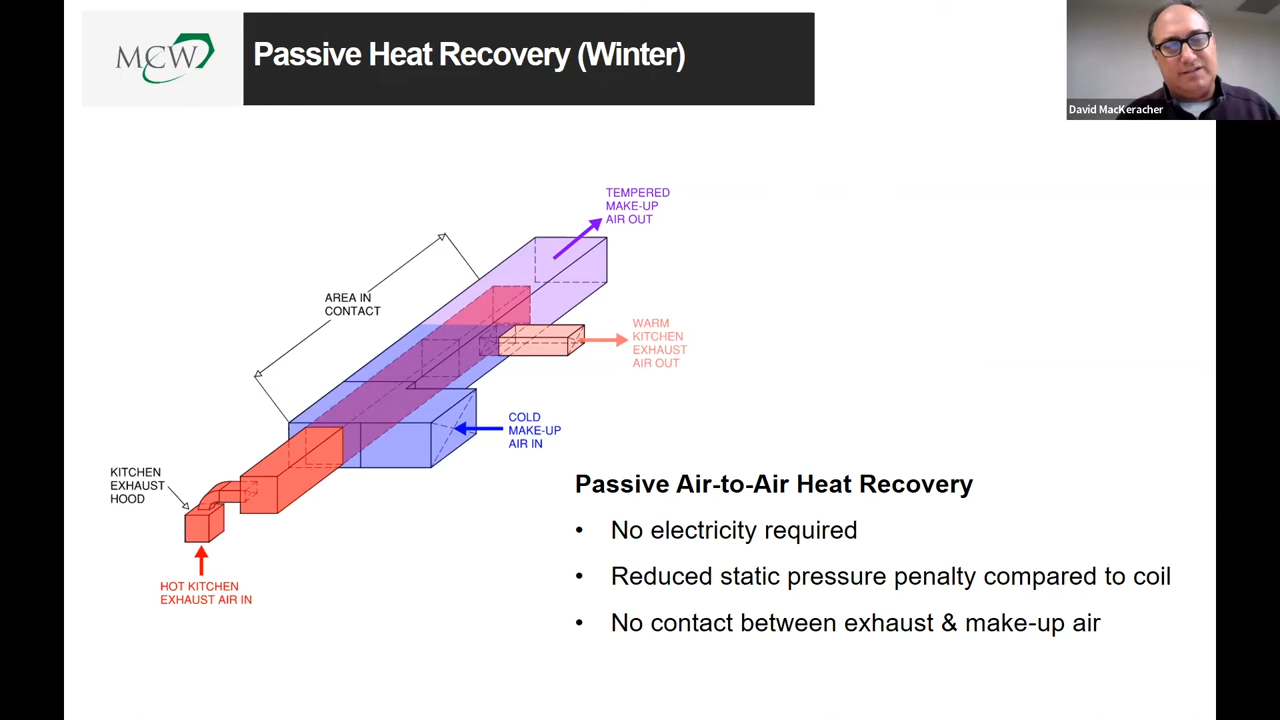 MCW
Passive Heat Recovery (Winter)
David MacKeracher
TEMPERED
MAKE-UP
AIR OUT
AREA IN
CONTACT
WARM
KITCHEN
EXHAUST
AIR OUT
COLD
MAKE-UP
AIR IN
KITCHEN
EXHAUST
HOOD
HOT KITCHEN
EXHAUST AIR IN
Passive Air-to-Air Heat Recovery
• No electricity required
• Reduced static pressure penalty compared to coil
• No contact between exhaust & make-up air